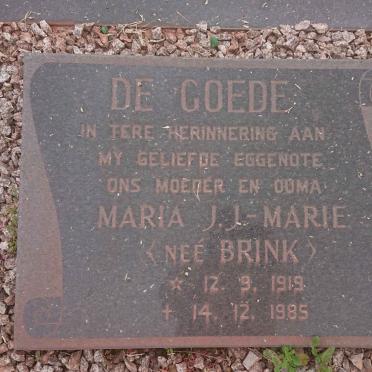 DE GOEDE
IN TERE HERINNERING AAN
MY GELIEFDE EGGENOTE
ONS MOEDER EN OUMA
MARIA J.J.-MARIE
(NEÉ BRINK)
☆ 12. 9. 1919
+ 14. 12. 1985